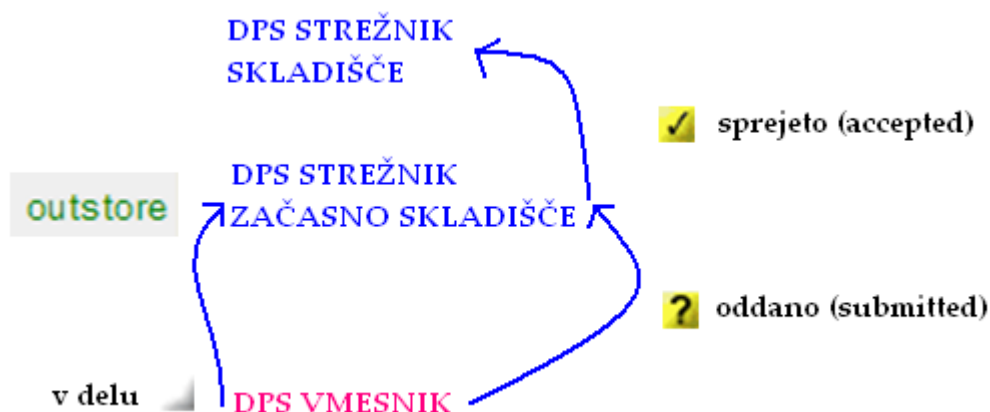 DPS STREŽNIK
SKLADIŠČE
sprejeto (accepted)
DPS STREŽNIK
outstore
ZAČASNO SKLADIŠČE
? oddano (submitted)
v delu
DPS VMESNIK